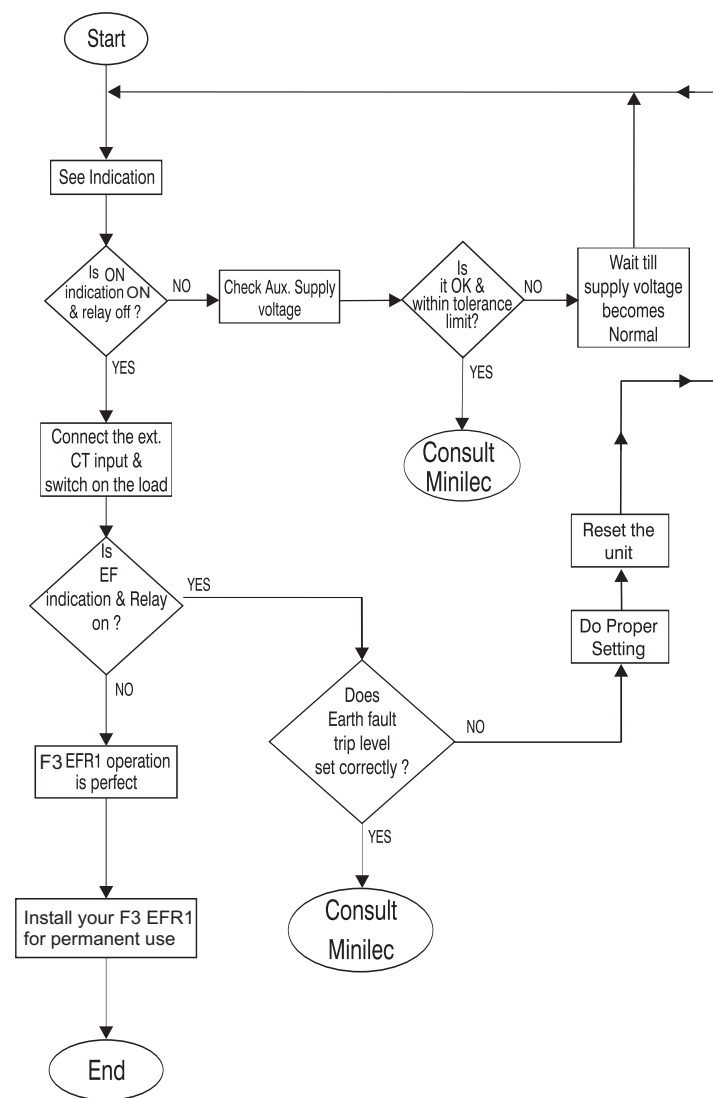 Start
See Indication
Is ON
indication ON
& relay off ?
NO
Check Aux. Supply
voltage
Is
it OK &
within tolerance
limit?
NO
Wait till
supply voltage
becomes
Normal
YES
YES
Connect the ext.
CT input &
switch on the load
Consult
Minilec
Is
EF
indication & Relay
on ?
YES
NO
Does
Earth fault
trip level
set correctly ?
NO
Do Proper
Setting
Reset the
unit
YES
Consult
Minilec
F3 EFR1 operation
is perfect
Install your F3 EFR1
for permanent use
End